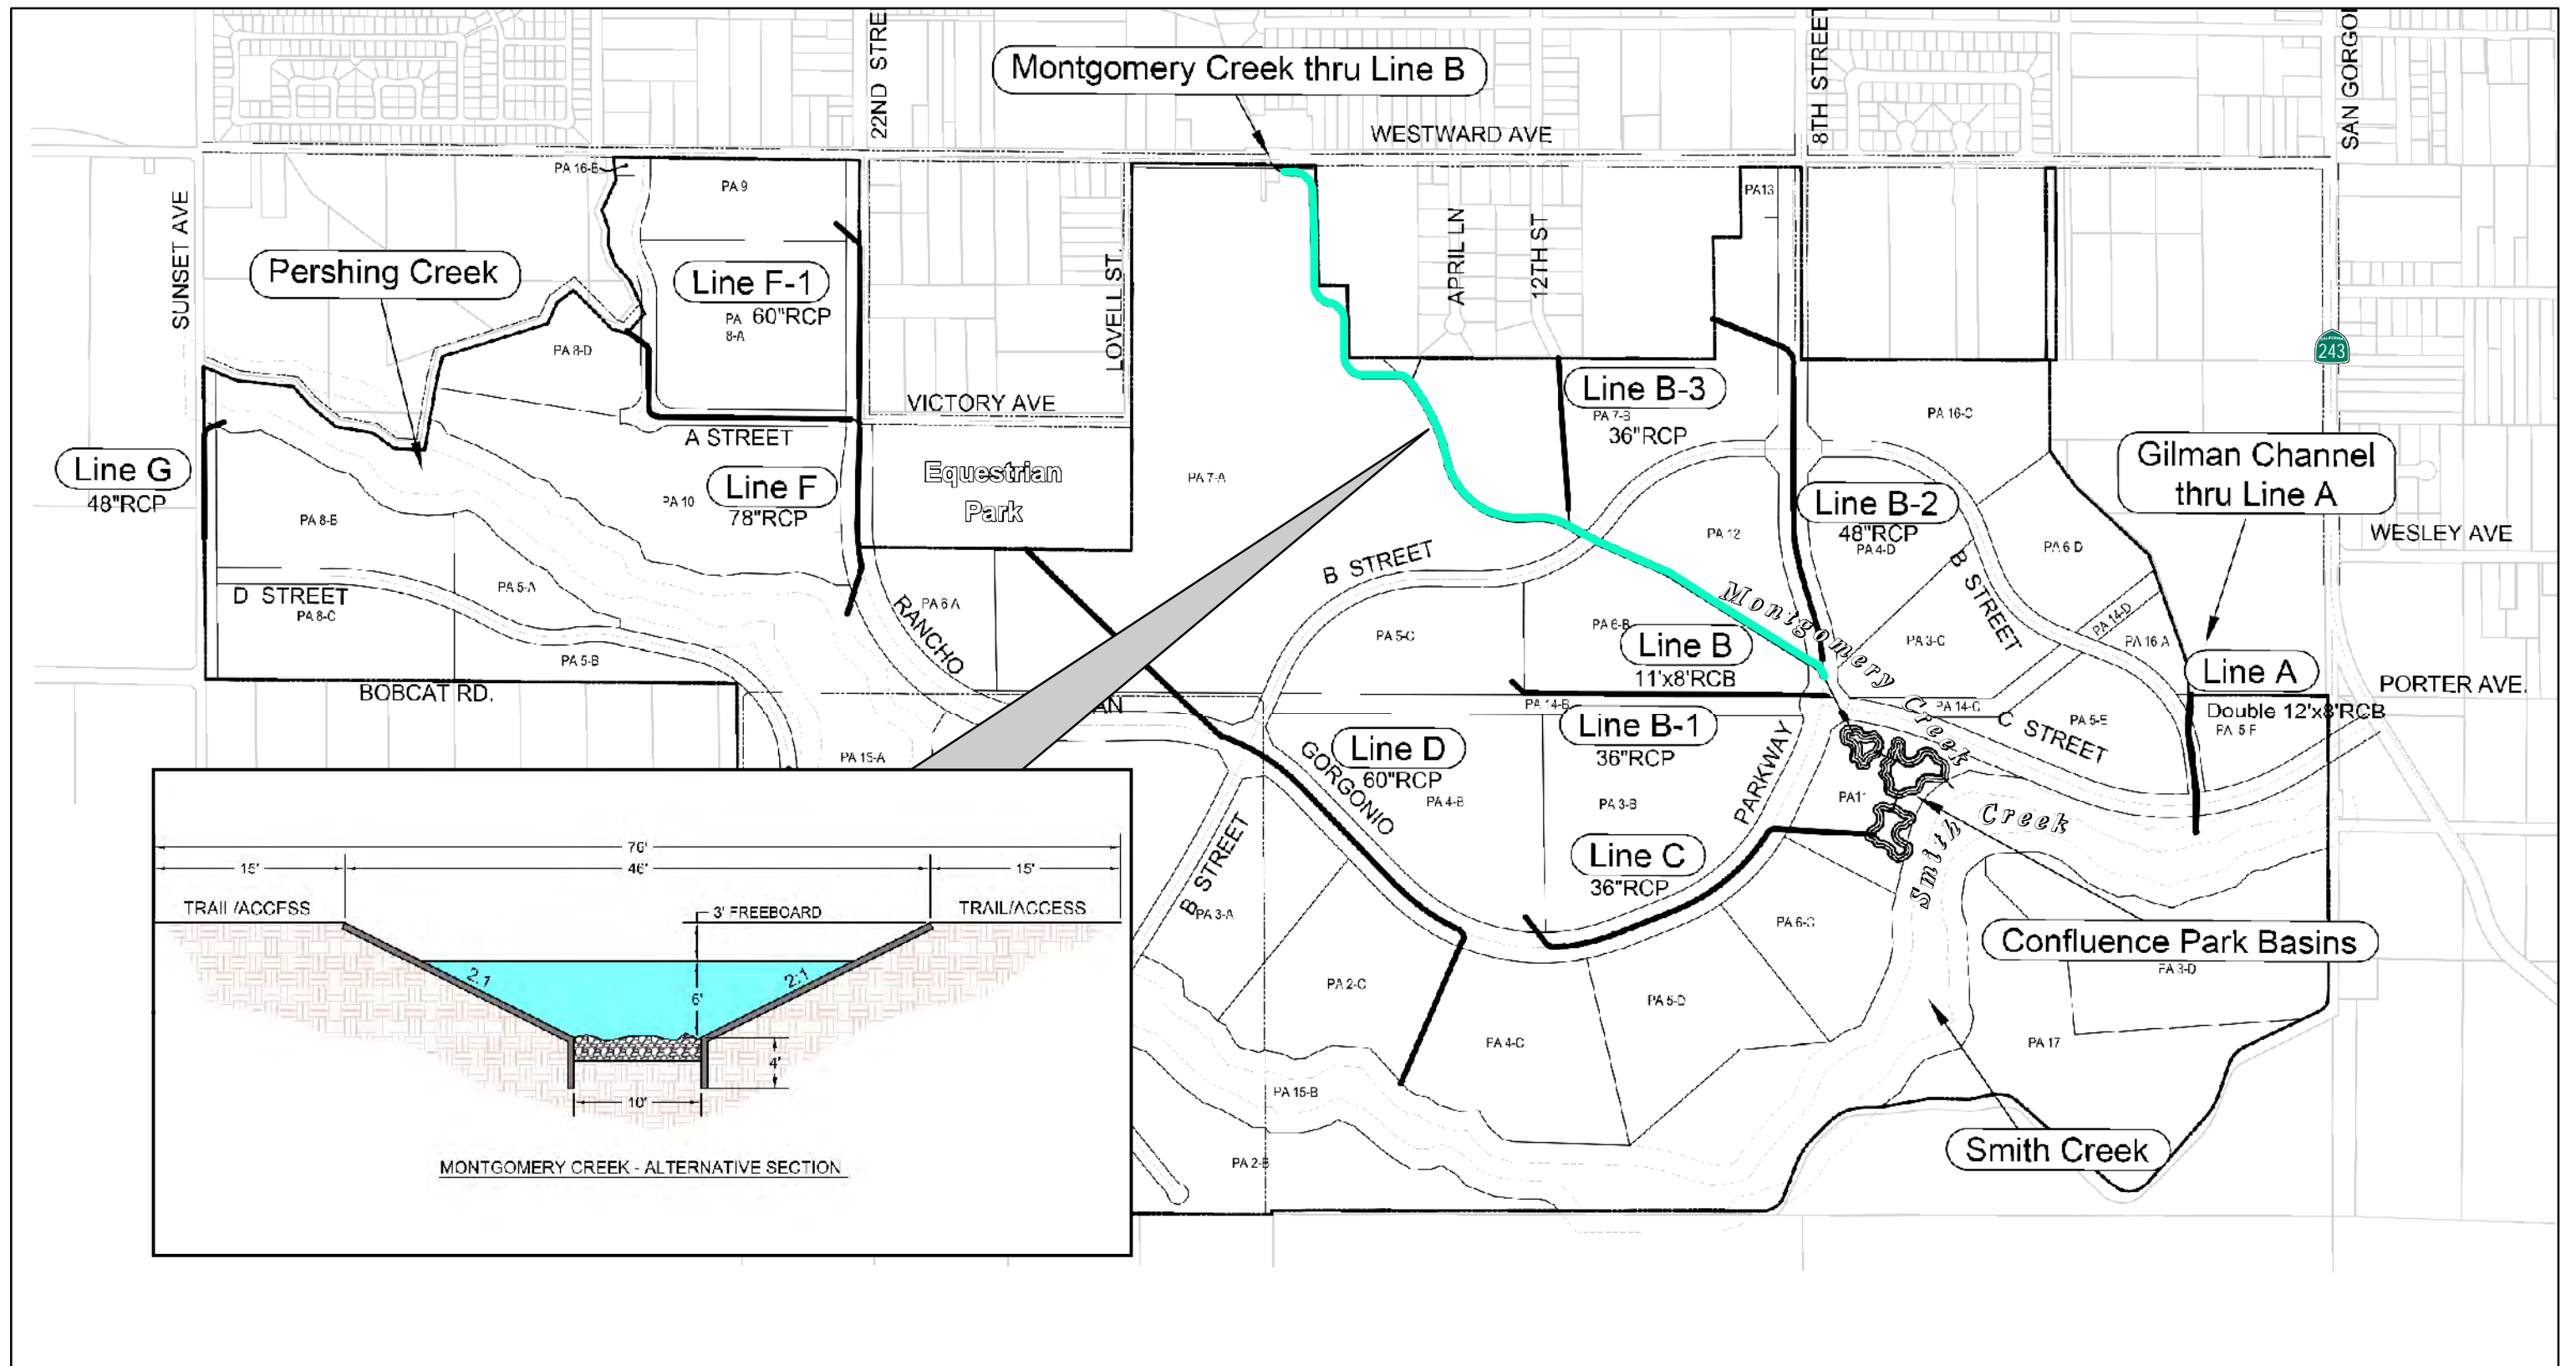 22ND STRE
8TH STREET
SAN GORGO
Montgomery Creek thru Line B
WESTWARD AVE
PA 16-B
PA 9
PA13
SUNSET AVE
Pershing Creek
Line F-1
60"RCP
PA
8-A
LOVELL ST.
APRIL LN
12TH ST
CALIFORNIA
243
PA 8-D
VICTORY AVE
A STREET
Line B-3
PA 7-B
36"RCP
PA 16-C
Gilman Channel
thru Line A
Line G
48"RCP
Line F
78"RCP
PA 10
Equestrian
Park
PA 7-A
Line B-2
48"RCP
PA 4-D
PA 12
PA 6 D
WESLEY AVE
PA 8-B
B STREET
B STREET
D STREET
PA 8-C
PA 5-A
PA 5-B
PA 6 A
RANCHO
PA 5-C
PA 6-B
Line B
11'x8'RCB
Montgomery Creek
PA 3-C
PA 14-D
PA 16 A
Line A
Double 12'x8'RCB
PA 5 F
PORTER AVE.
BOBCAT RD.
AN
PA 14-B
PA 14-C
C STREET
PA 5-E
Line B-1
36"RCP
Line D
60"RCP
PA 4-B
GORGONIO
PARKWAY
PA 15-A
PA 3-B
PA11
Smith Creek
Line C
36"RCP
B STREET
PA 3-A
PA 6-C
Confluence Park Basins
PA 3-D
PA 2-C
PA 5-D
PA 4-C
PA 17
PA 15-B
PA 2-B
Smith Creek
76'
15'
46'
15'
TRAIL/ACCESS
3' FREEBOARD
TRAIL/ACCESS
2:1
2:1
6'
4'
10'
MONTGOMERY CREEK - ALTERNATIVE SECTION